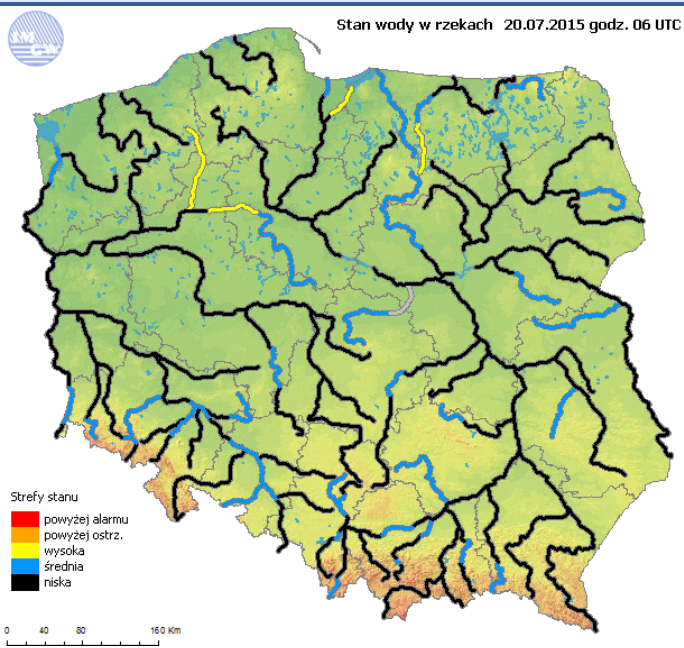 Stan wody w rzekach 20.07.2015 godz. 06 UTC
IMGW
Strefy stanu
powyżej alarmu
powyżej ostrz.
wysoka
średnia
niska
0 40 80 160 Km